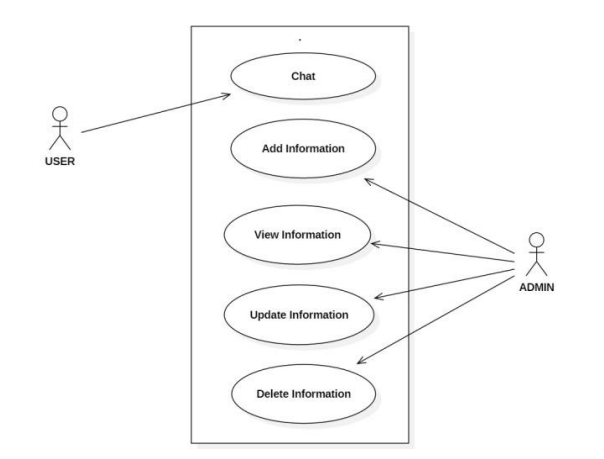 .
Chat
Add Information
USER
View Information
ADMIN
Update Information
Delete Information